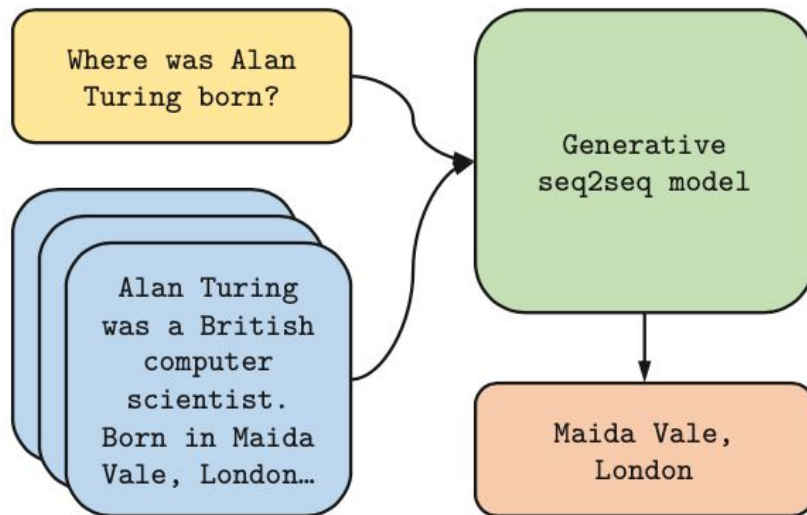 Where was Alan
Turing born?
Generative
seq2seq model
Alan Turing
was a British
computer
scientist.
Born in Maida
Vale, London…
Maida Vale,
London